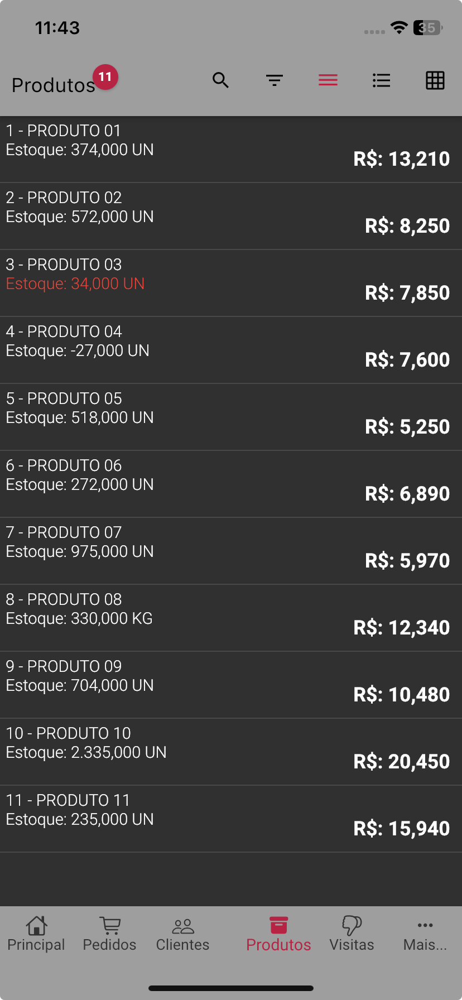 11:43
35
Produtos 11
1 - PRODUTO 01
Estoque: 374,000 UN
R$: 13,210
2 - PRODUTO 02
Estoque: 572,000 UN
R$: 8,250
3 - PRODUTO 03
Estoque: 34,000 UN
R$: 7,850
4 - PRODUTO 04
Estoque: -27,000 UN
R$: 7,600
5 - PRODUTO 05
Estoque: 518,000 UN
R$: 5,250
6 - PRODUTO 06
Estoque: 272,000 UN
R$: 6,890
7 - PRODUTO 07
Estoque: 975,000 UN
R$: 5,970
8 - PRODUTO 08
Estoque: 330,000 KG
R$: 12,340
9 - PRODUTO 09
Estoque: 704,000 UN
R$: 10,480
10 - PRODUTO 10
Estoque: 2.335,000 UN
R$: 20,450
11 - PRODUTO 11
Estoque: 235,000 UN
R$: 15,940
Principal Pedidos Clientes Produtos Visitas Mais...